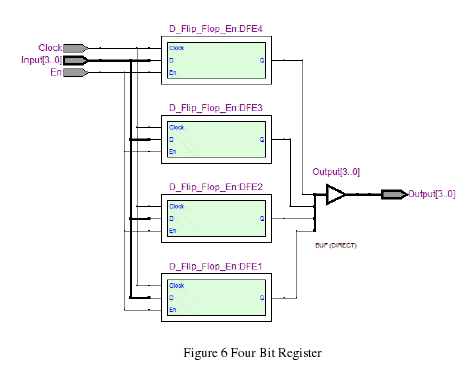 D_Flip_Flop_En:DFE4
Clock
Input[3..0]
En
Clock
D
En
Q
D_Flip_Flop_En:DFE3
Clock
D
En
Q
D_Flip_Flop_En:DFE2
Clock
D
En
Q
Output[3..0]
Output[3..0]
BUF (DIRECT)
D_Flip_Flop_En:DFE1
Clock
D
En
Q
Figure 6 Four Bit Register